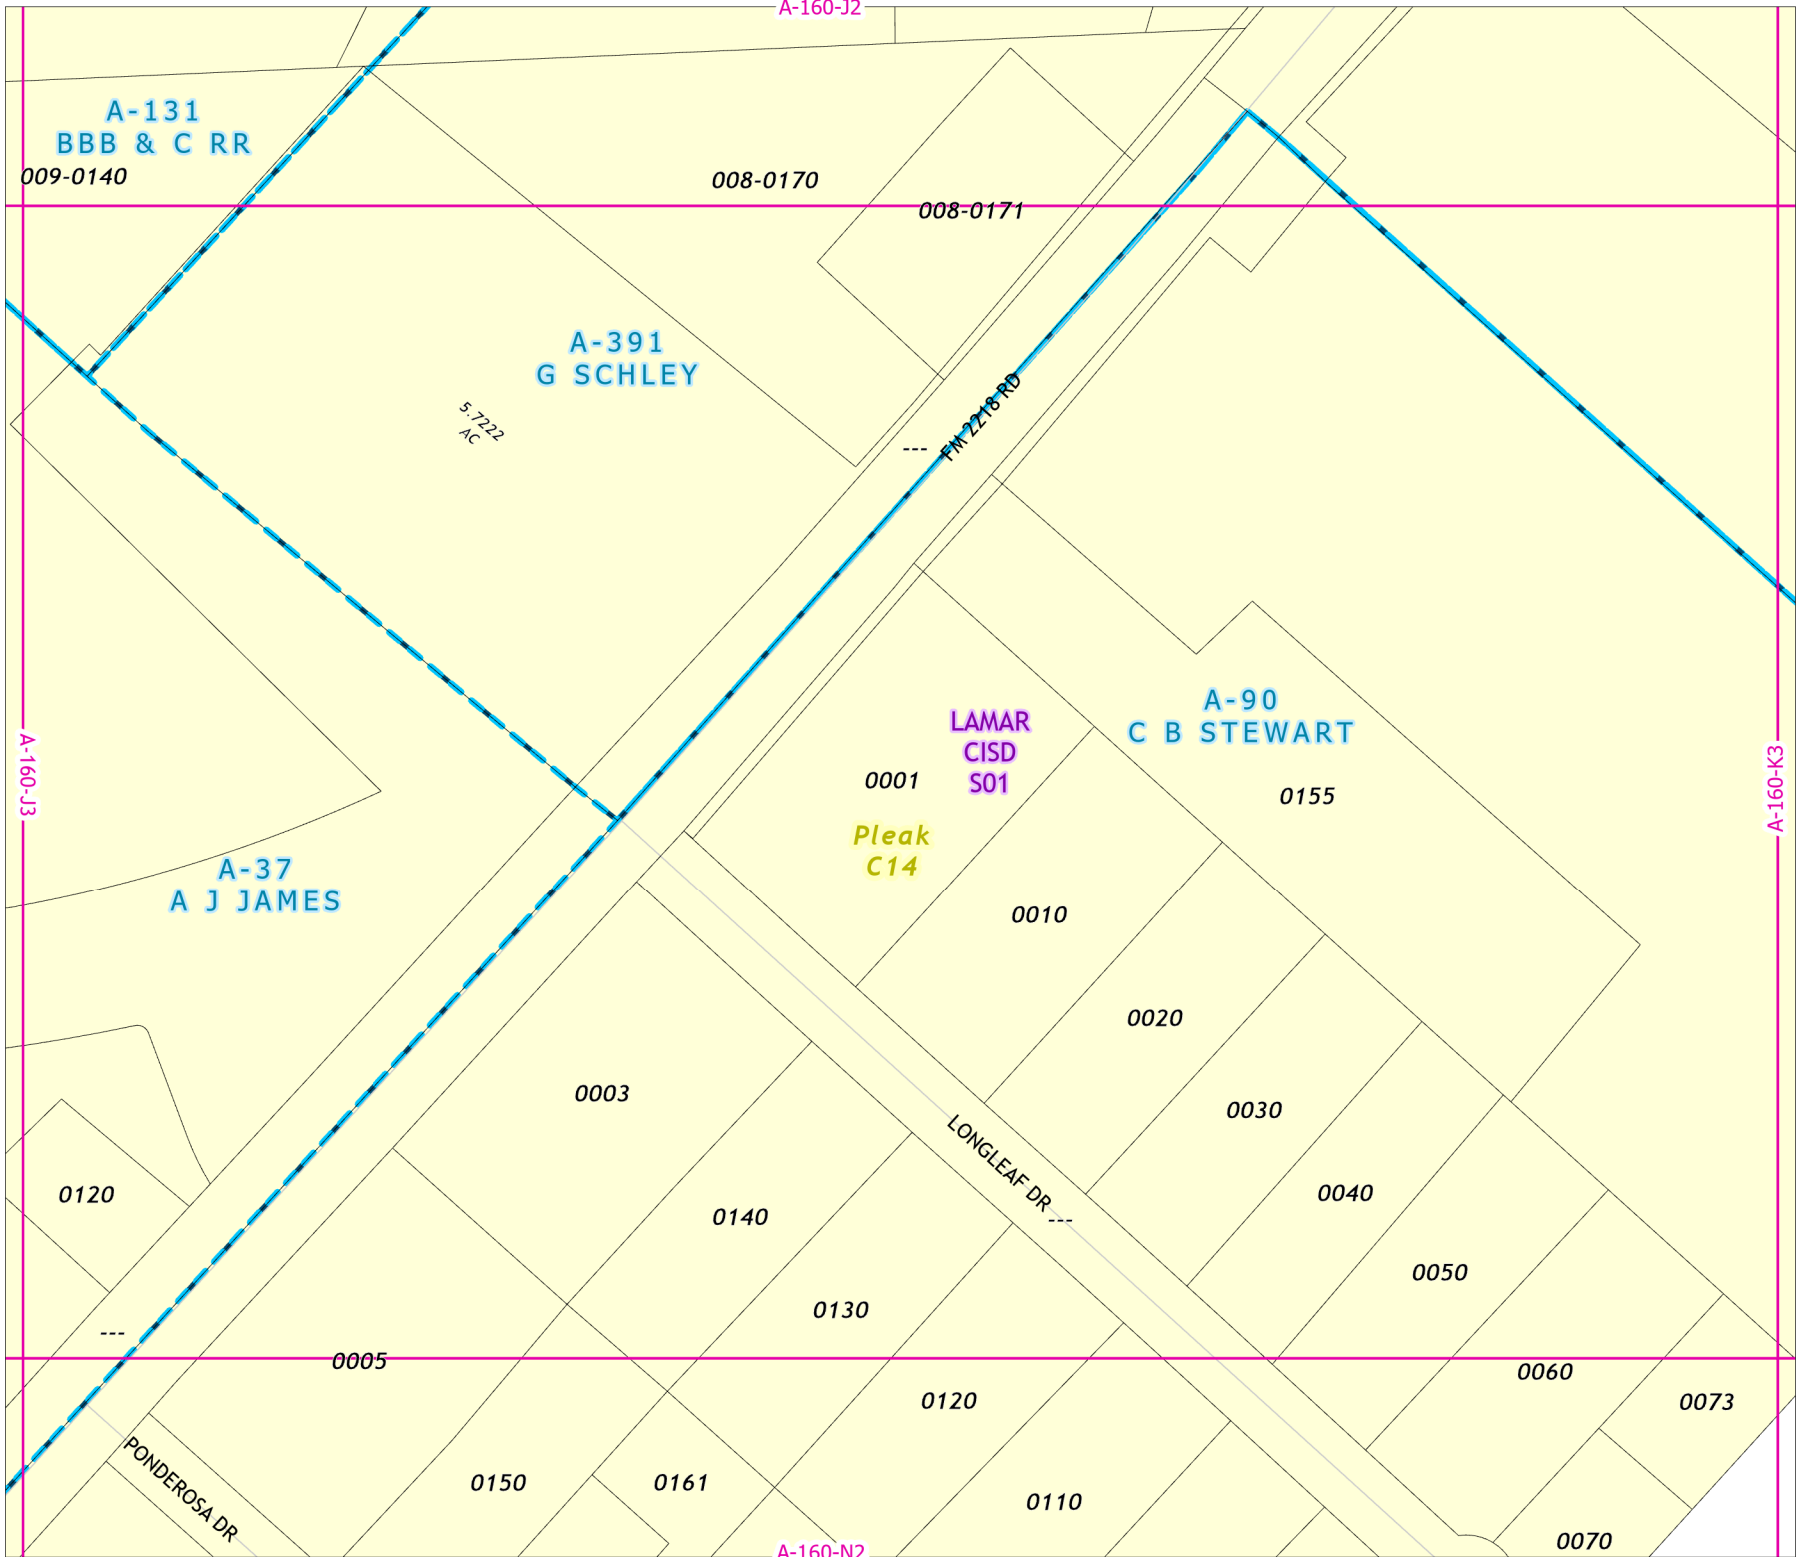 A-160-J2
A-131
BBB & C RR
009-0140
008-0170
008-0171
A-391
G SCHLEY
5.7222
AC
FM 2218 RD
---
LAMAR
CISD
S01
A-90
C B STEWART
0001
0155
A-160-J3
A-160-K3
Pleak
C14
A-37
A J JAMES
0010
0020
0003
0030
LONGLEAF DR
---
0120
0040
0140
0050
0130
---
0005
0060
0120
0073
PONDEROSA DR
0150
0161
0110
0070
A-160-N2